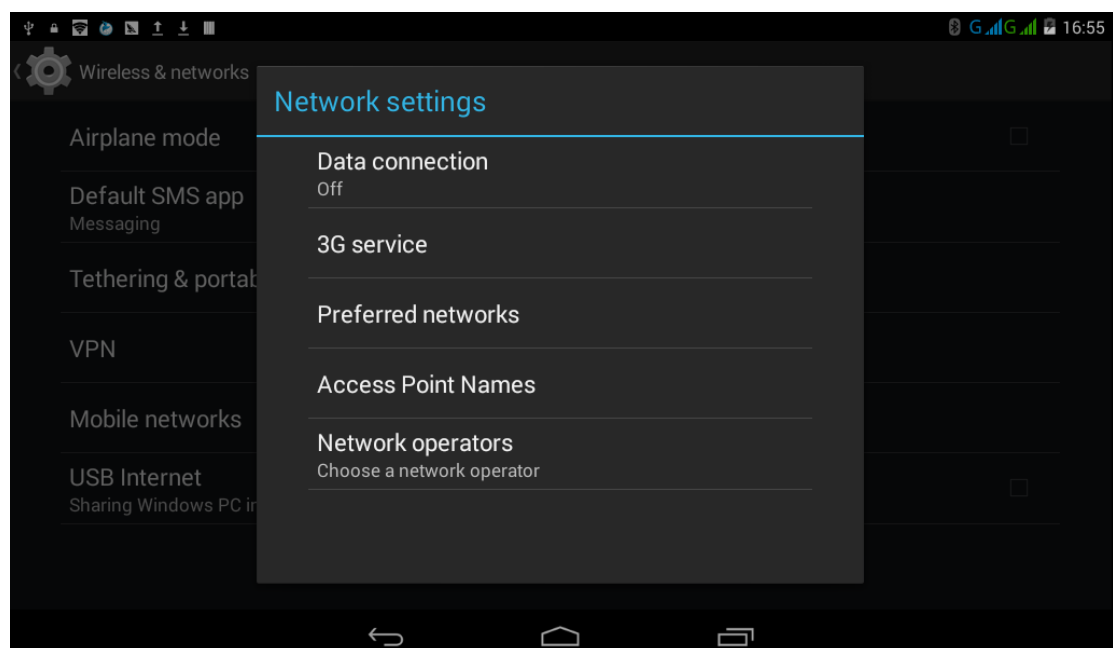 G G 16:55
Wireless & networks
Network settings
Airplane mode
Data connection
Off
Default SMS app
Messaging
3G service
Tethering & portab
Preferred networks
VPN
Access Point Names
Mobile networks
Network operators
Choose a network operator
USB Internet
Sharing Windows PC in